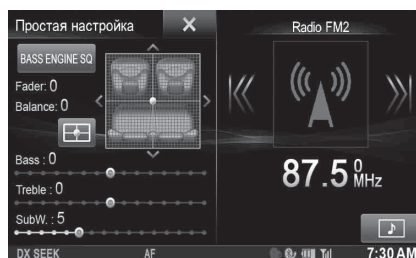 Простая настройка
Radio FM2
BASS ENGINE SQ
Fader: 0
Balance: 0
Bass : 0
Treble : 0
SubW. : 5
87.5 0 MHz
DX SEEK
AF
7:30 AM